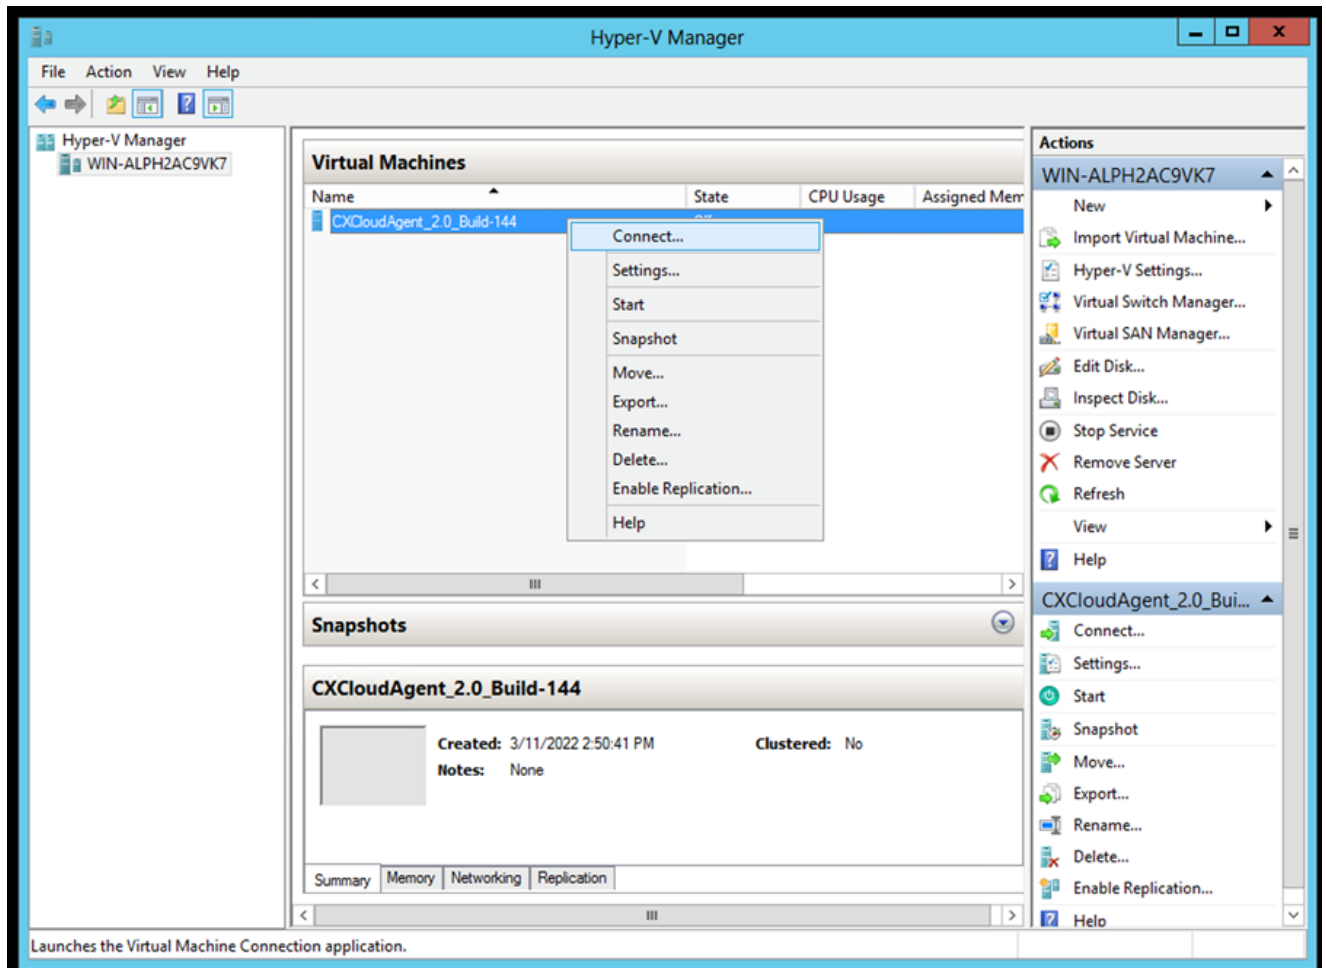 Hyper-V Manager
File Action View Help
Hyper-V Manager
WIN-ALPH2AC9VK7
Virtual Machines
Name State CPU Usage Assigned Mem
CXCloudAgent_2.0_Build-144
Connect...
Settings...
Start
Snapshot
Move...
Export...
Rename...
Delete...
Enable Replication...
Help
Snapshots
CXCloudAgent_2.0_Build-144
Created: 3/11/2022 2:50:41 PM Clustered: No
Notes: None
Summary Memory Networking Replication
Actions
WIN-ALPH2AC9VK7
New
Import Virtual Machine...
Hyper-V Settings...
Virtual Switch Manager...
Virtual SAN Manager...
Edit Disk...
Inspect Disk...
Stop Service
Remove Server
Refresh
View
Help
CXCloudAgent_2.0_Bui...
Connect...
Settings...
Start
Snapshot
Move...
Export...
Rename...
Delete...
Enable Replication...
Help
Launches the Virtual Machine Connection application.